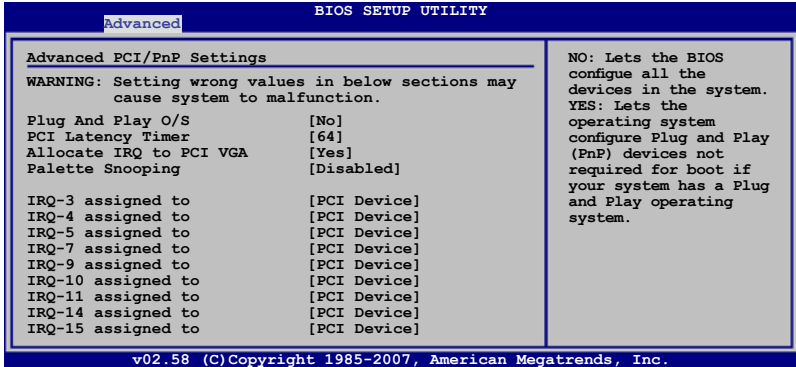 BIOS SETUP UTILITY
Advanced
Advanced PCI/PnP Settings
WARNING: Setting wrong values in below sections may
cause system to malfunction.
Plug And Play O/S [No]
PCI Latency Timer [64]
Allocate IRQ to PCI VGA [Yes]
Palette Snooping [Disabled]
IRQ-3 assigned to [PCI Device]
IRQ-4 assigned to [PCI Device]
IRQ-5 assigned to [PCI Device]
IRQ-7 assigned to [PCI Device]
IRQ-9 assigned to [PCI Device]
IRQ-10 assigned to [PCI Device]
IRQ-11 assigned to [PCI Device]
IRQ-14 assigned to [PCI Device]
IRQ-15 assigned to [PCI Device]
NO: Lets the BIOS
configue all the
devices in the system.
YES: Lets the
operating system
configure Plug and Play
(PnP) devices not
required for boot if
your system has a Plug
and Play operating
system.
v02.58 (C)Copyright 1985-2007, American Megatrends, Inc.